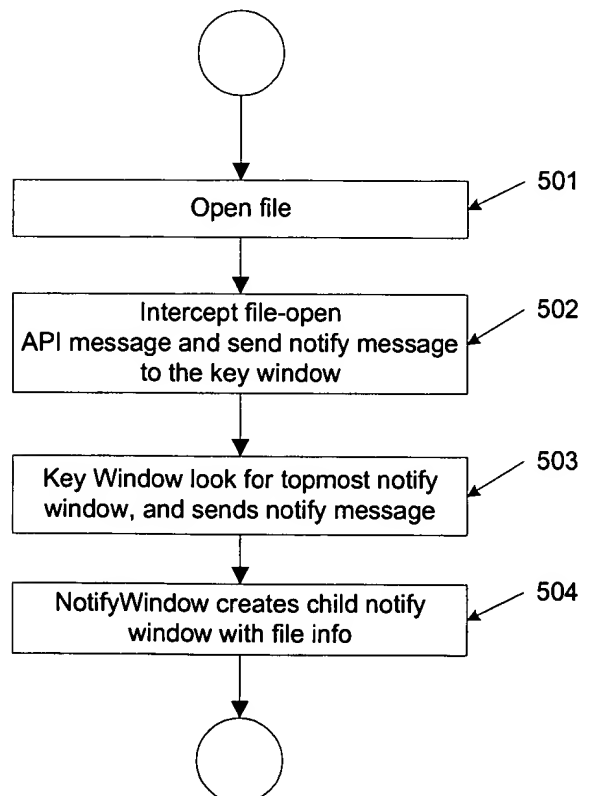 Open file
501
Intercept file-open
API message and send notify message
to the key window
502
Key Window look for topmost notify
window, and sends notify message
503
NotifyWindow creates child notify
window with file info
504